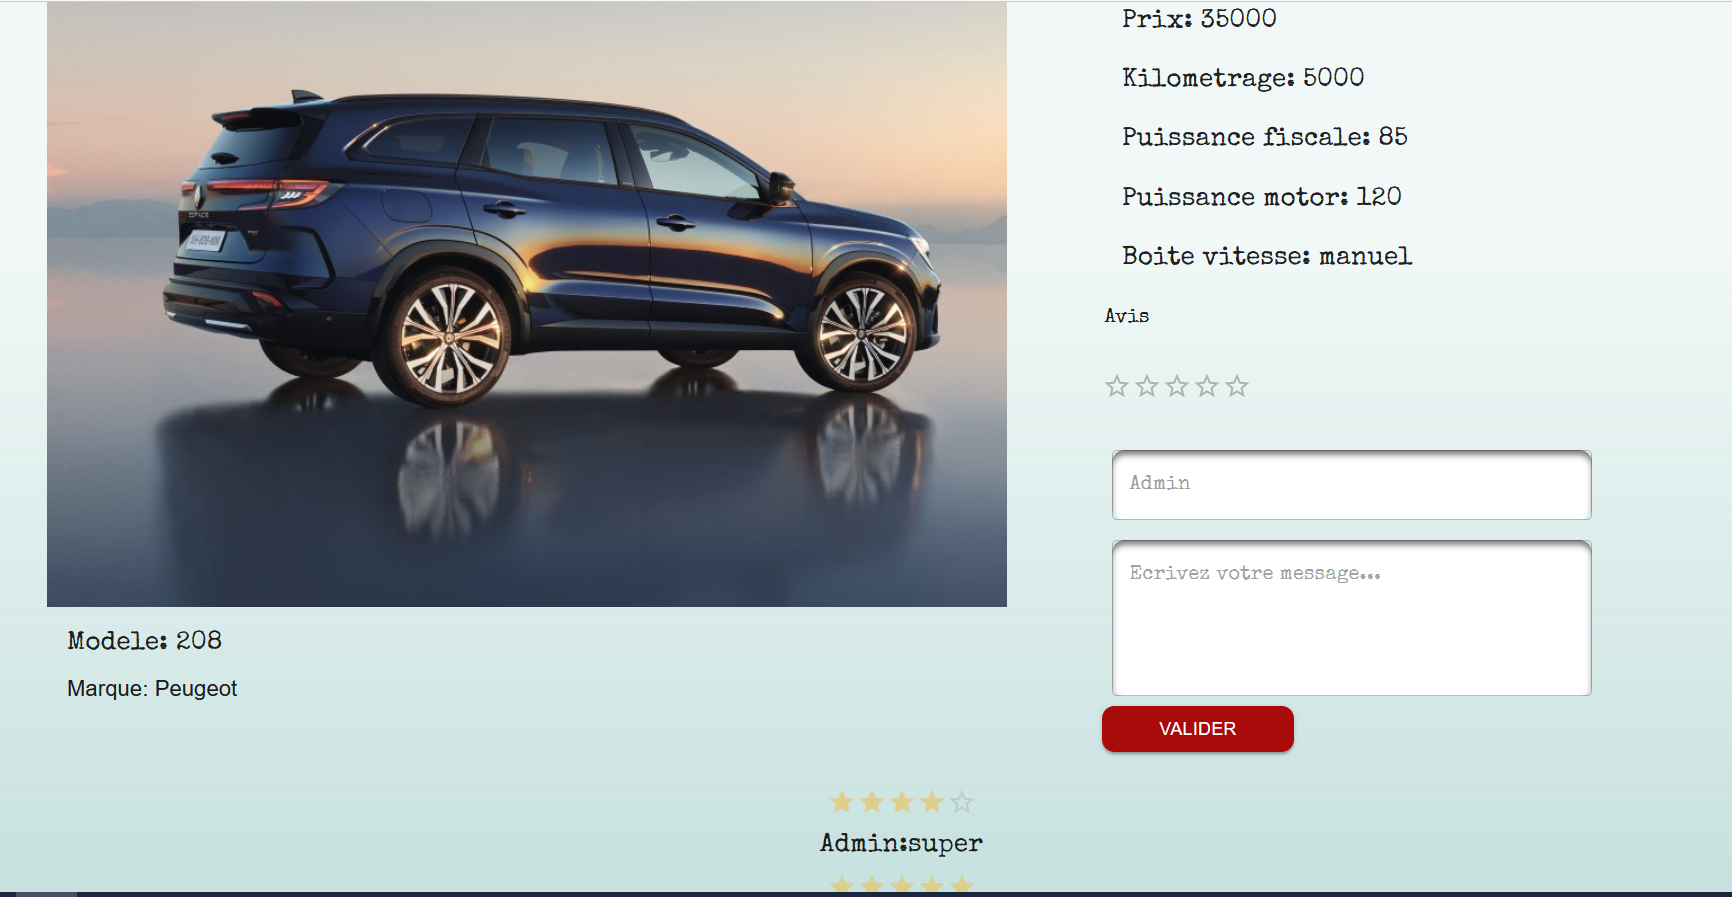 Prix: 35000
Kilometrage: 5000
Puissance fiscale: 85
Puissance motor: 120
Boite vitesse: manuel
Avis
Admin
Ecrivez votre message...
VALIDER
ESPACE
Modele: 208
Marque: Peugeot
Admin:super